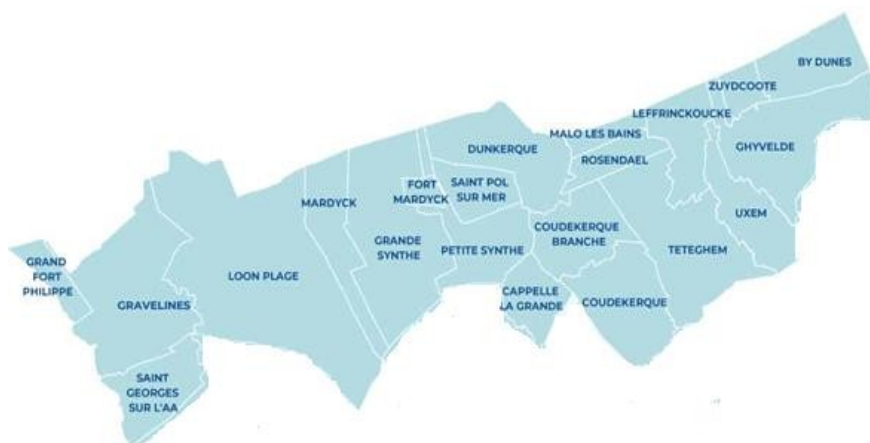 BY DUNES
ZUYDCOOTE
LEFFRINCKOUCKE
MALO LES BAINS
DUNKERQUE
GHYVELDE
ROSENDAEL
FORT
MARDYCK
SAINT POL
SUR MER
MARDYCK
UXEM
COUDEKERQUE
BRANCHE
GRANDE
SYNTHE
PETITE SYNTHE
TETEGHEM
GRAND
FORT
PHILIPPE
LOON PLAGE
CAPPELLE
LA GRANDE
COUDEKERQUE
GRAVELINES
SAINT
GEORGES
SUR L'AA